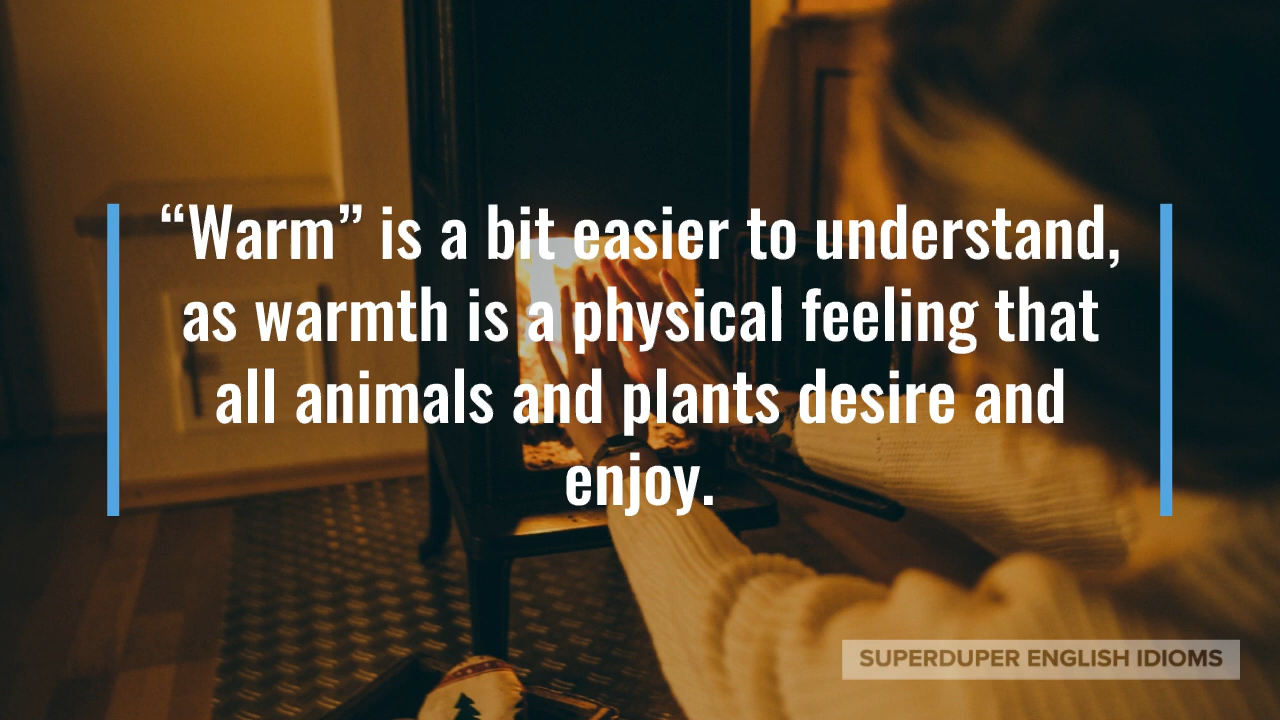 “Warm” is a bit easier to understand,
as warmth is a physical feeling that
all animals and plants desire and
enjoy.
SUPERDUPER ENGLISH IDIOMS